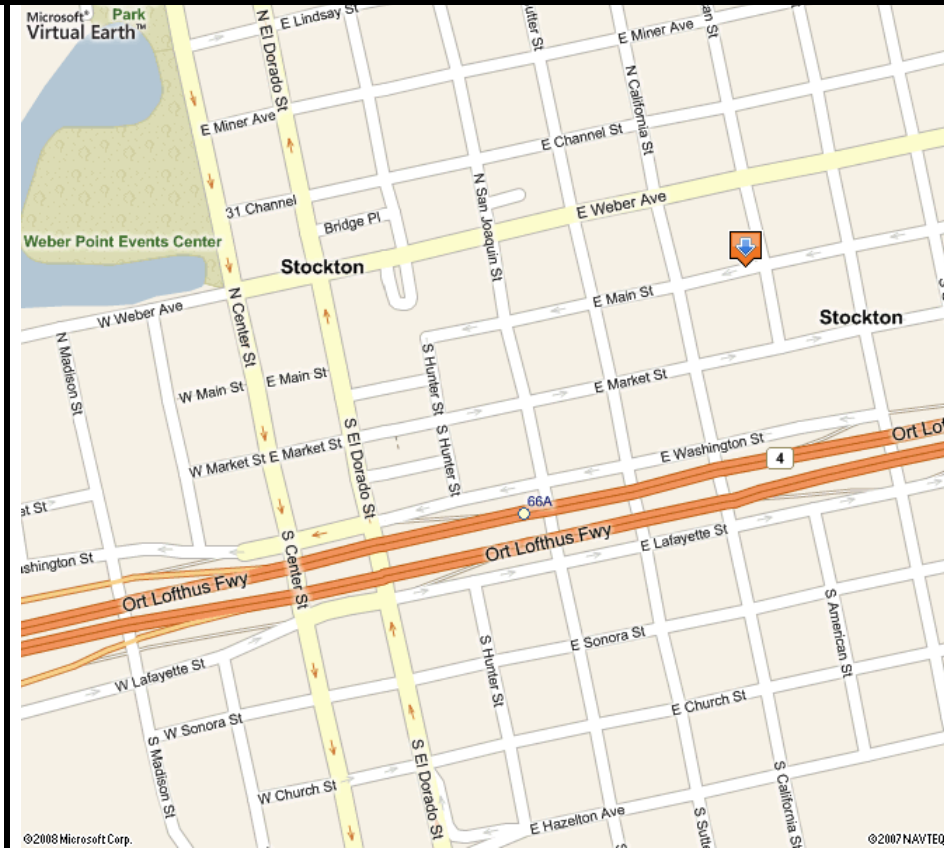 Microsoft®
Virtual Earth™
Park
E Lindsay St
N El Dorado St
utter St
an St
E Miner Ave
N California St
E Miner Ave
E Channel St
31 Channel
Bridge Pl
N San Joaquin St
E Weber Ave
Weber Point Events Center
Stockton
W Weber Ave
N Center St
E Main St
Stockton
N Madison St
W Main St
E Main St
S Hunter St
E Market St
S El Dorado St
W Market St
E Market St
S Hunter St
E Washington St
4
Ort Lof
et St
66A
shington St
Ort Lofthus Fwy
S Center St
Ort Lofthus Fwy
E Lafayette St
S American St
E Sonora St
S Hunter St
W Lafayette St
E Church St
W Sonora St
S Madison St
S El Dorado St
W Church St
E Hazelton Ave
S Sutte
S California St
©2008 Microsoft Corp.
©2007 NAVTEQ